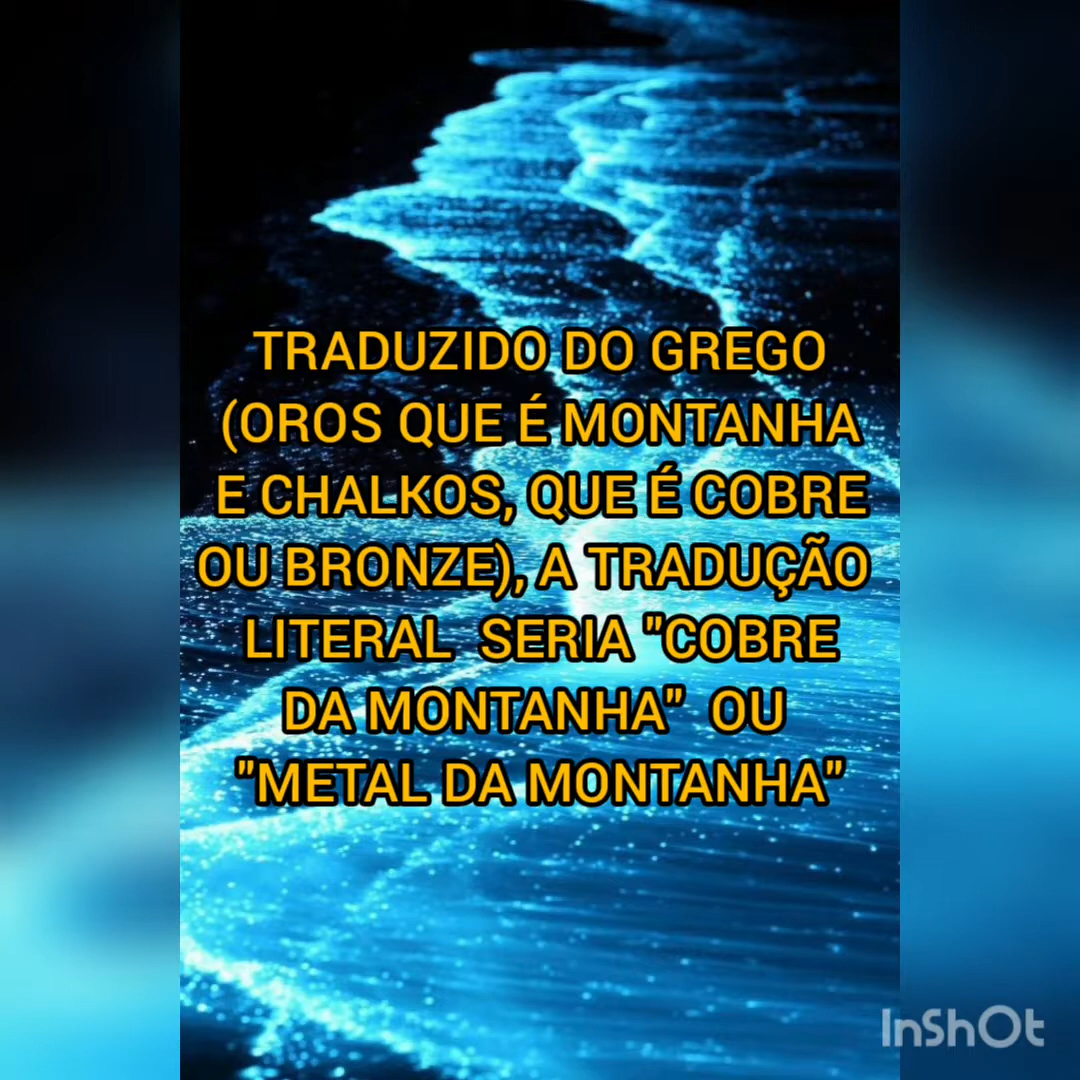 TRADUZIDO DO GREGO
(OROS QUE É MONTANHA
E CHALKOS, QUE É COBRE
OU BRONZE), A TRADUÇÃO
LITERAL SERIA "COBRE
DA MONTANHA" OU
"METAL DA MONTANHA"
InShOt